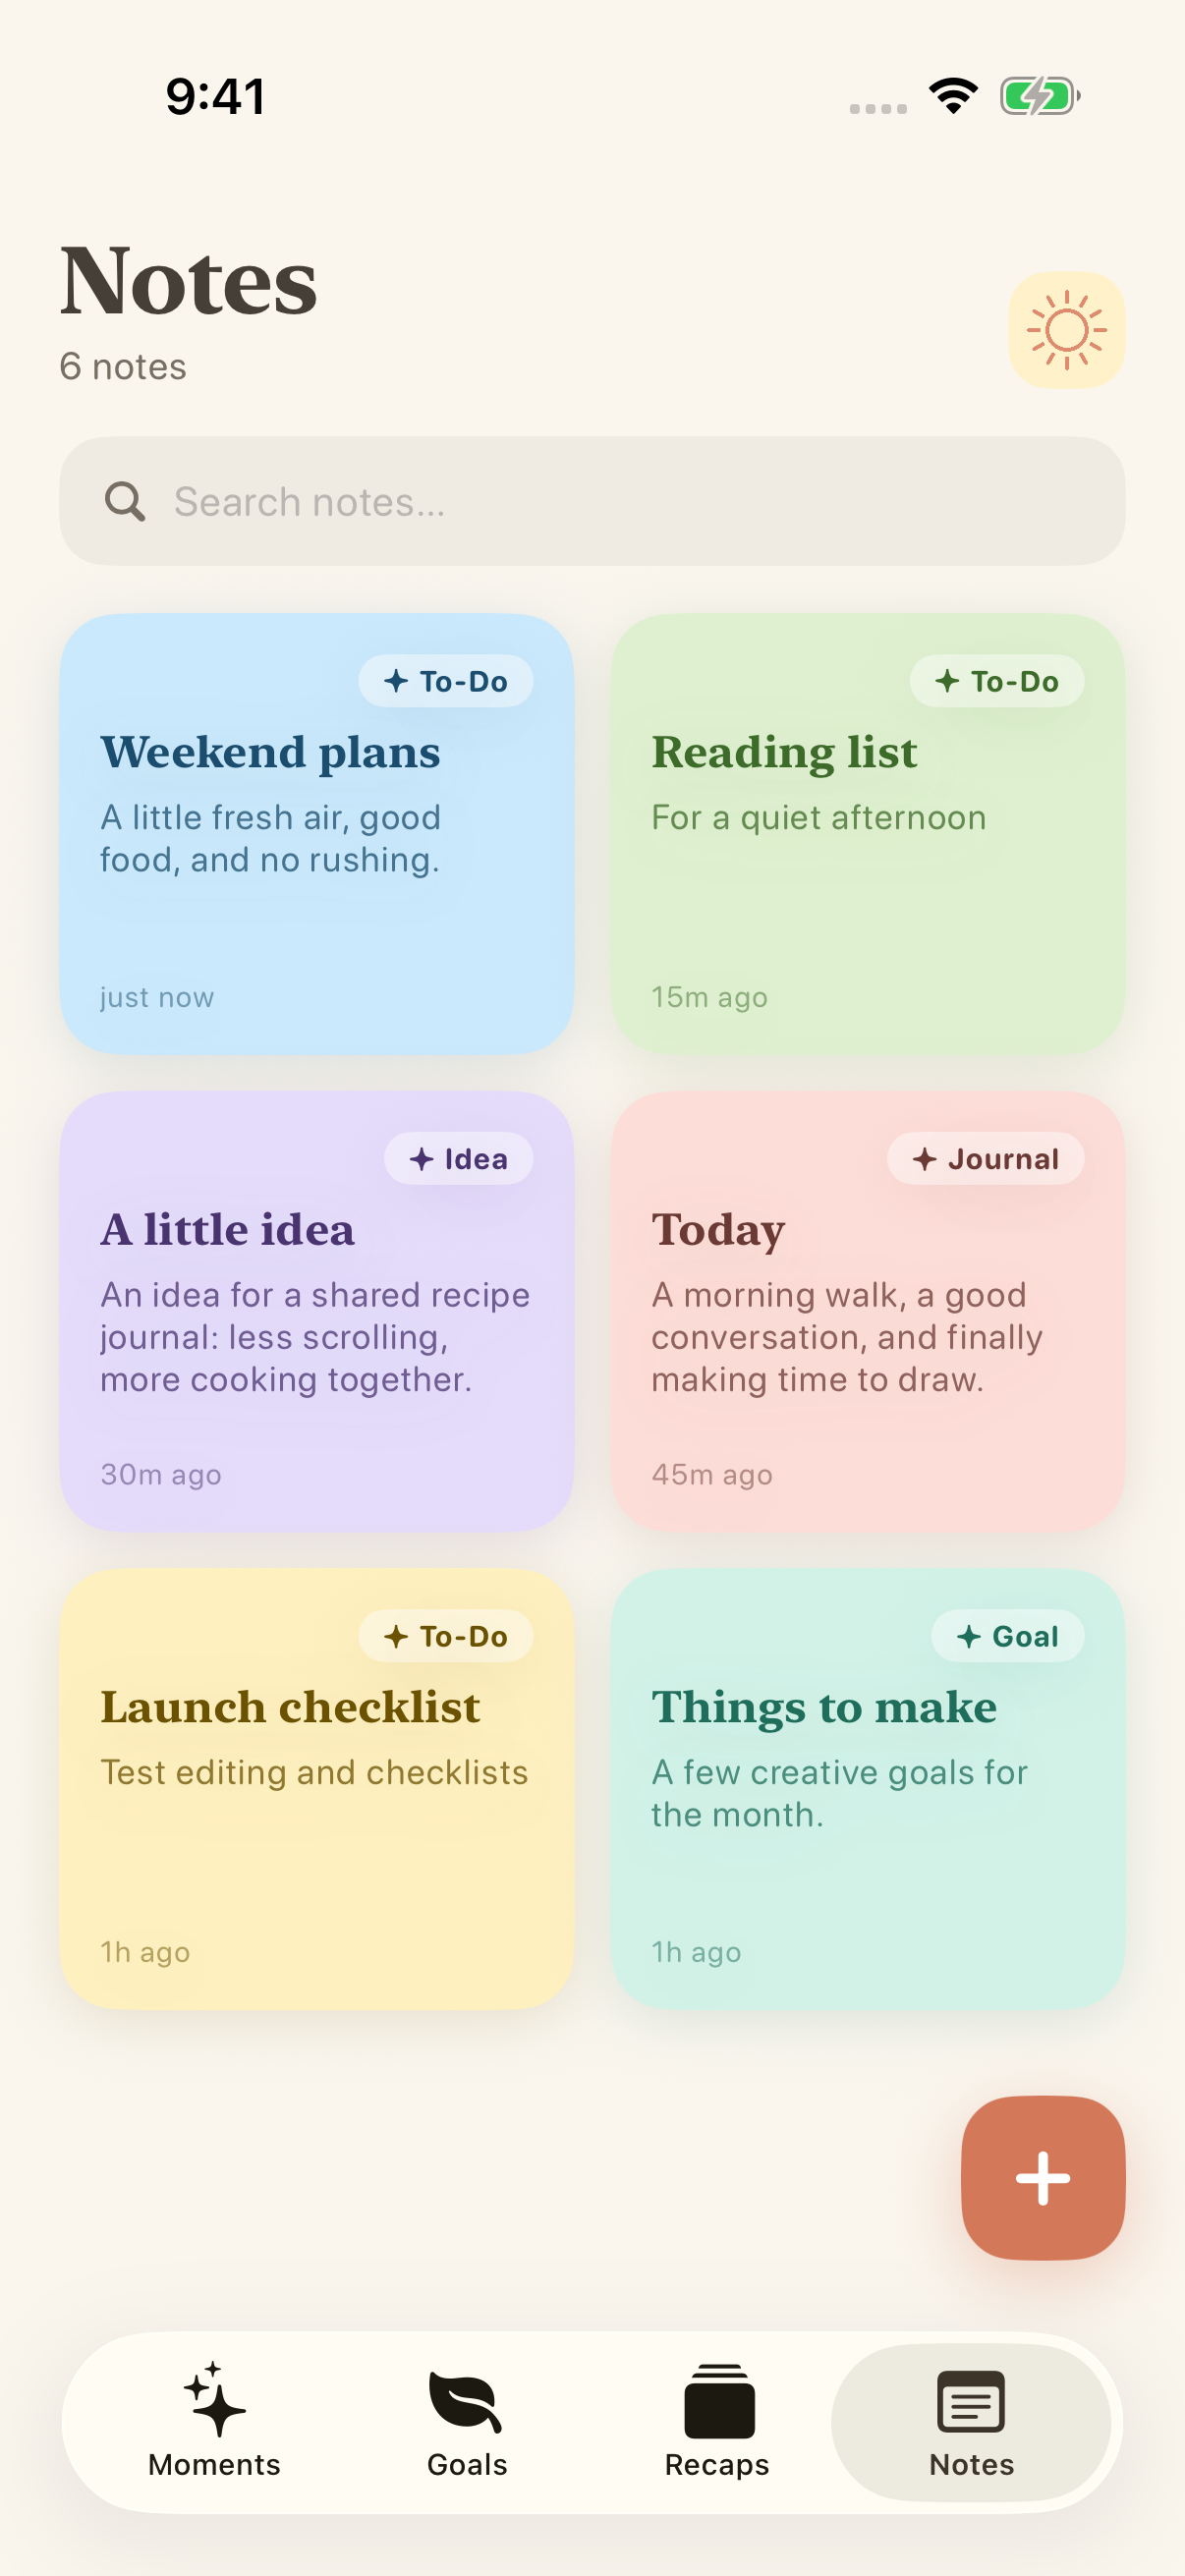 9:41
Notes
6 notes
Search notes...
To-Do
Weekend plans
A little fresh air, good
food, and no rushing.
just now
To-Do
Reading list
For a quiet afternoon
15m ago
Idea
A little idea
An idea for a shared recipe
journal: less scrolling,
more cooking together.
30m ago
Journal
Today
A morning walk, a good
conversation, and finally
making time to draw.
45m ago
To-Do
Launch checklist
Test editing and checklists
1h ago
Goal
Things to make
A few creative goals for
the month.
1h ago
Moments
Goals
Recaps
Notes